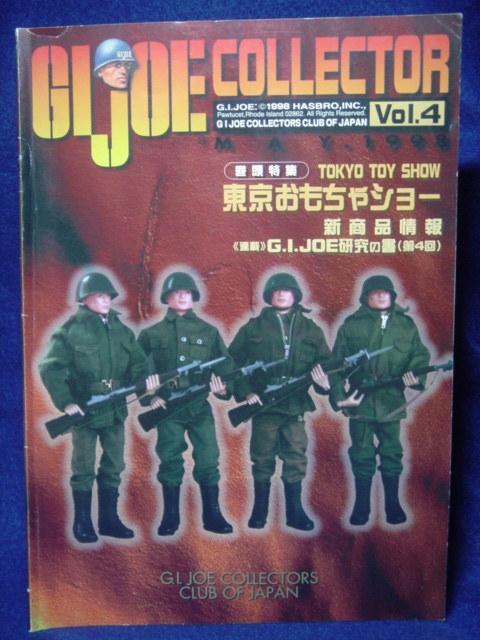 GIJOE COLLECTOR
GIJOE
G.I.JOE: ©1998 HASBRO,INC.,
Pawtucet,Rhode Island 02862. All Rights Reserved.
G I JOE COLLECTORS CLUB OF JAPAN
Vol.4
MAY.1998
巻頭特集 TOKYO TOY SHOW
東京おもちゃショー
新商品情報
《連載》G.I.JOE研究の書(第4回)
G.I. JOE COLLECTORS
CLUB OF JAPAN